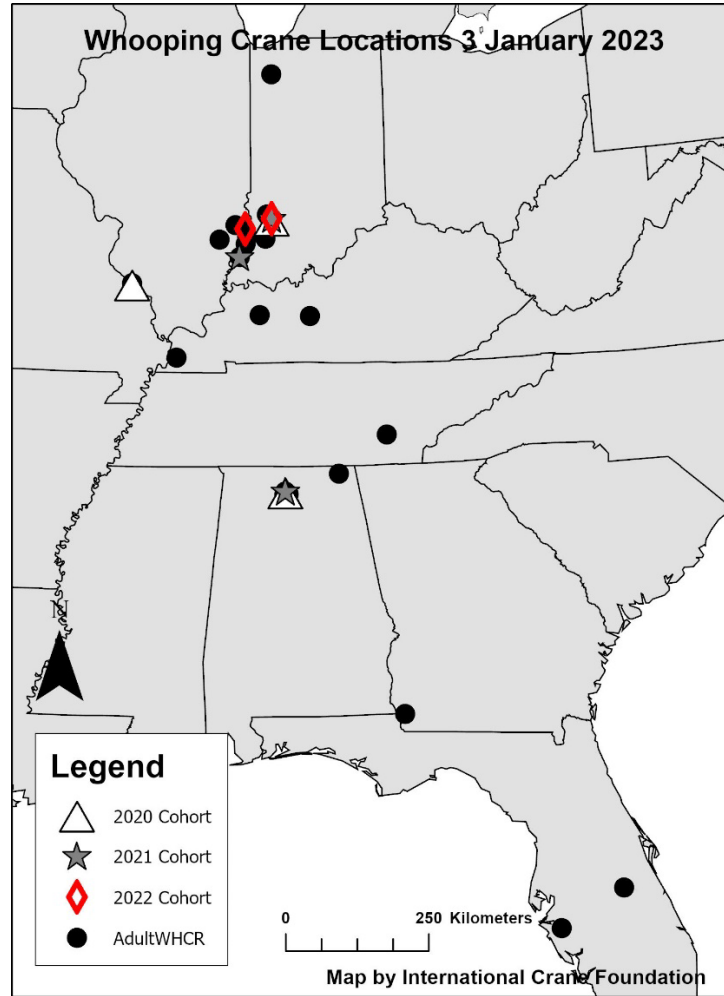 Whooping Crane Locations 3 January 2023
N
Legend
2020 Cohort
2021 Cohort
2022 Cohort
AdultWHCR
0 250 Kilometers
Map by International Crane Foundation